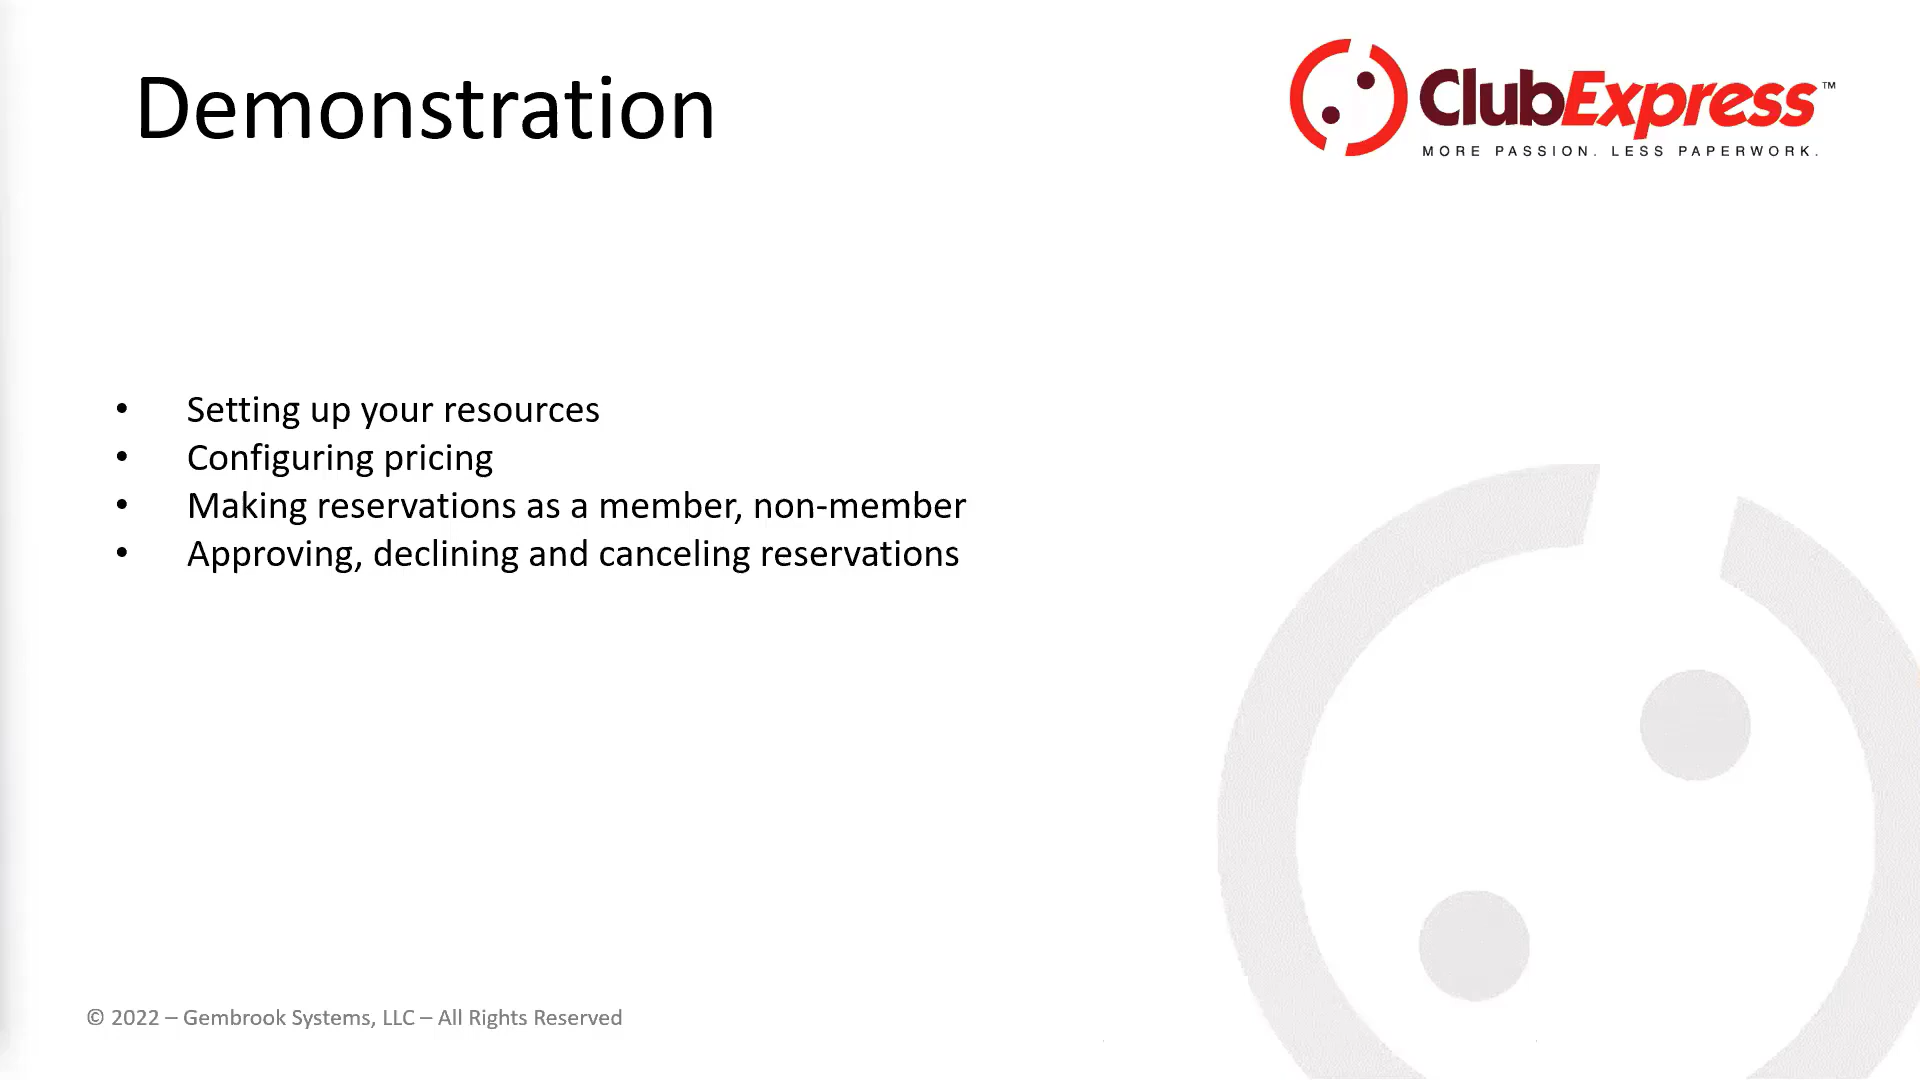 Demonstration
ClubExpress™
MORE PASSION. LESS PAPERWORK.
• Setting up your resources
• Configuring pricing
• Making reservations as a member, non-member
• Approving, declining and canceling reservations
© 2022 – Gembrook Systems, LLC – All Rights Reserved